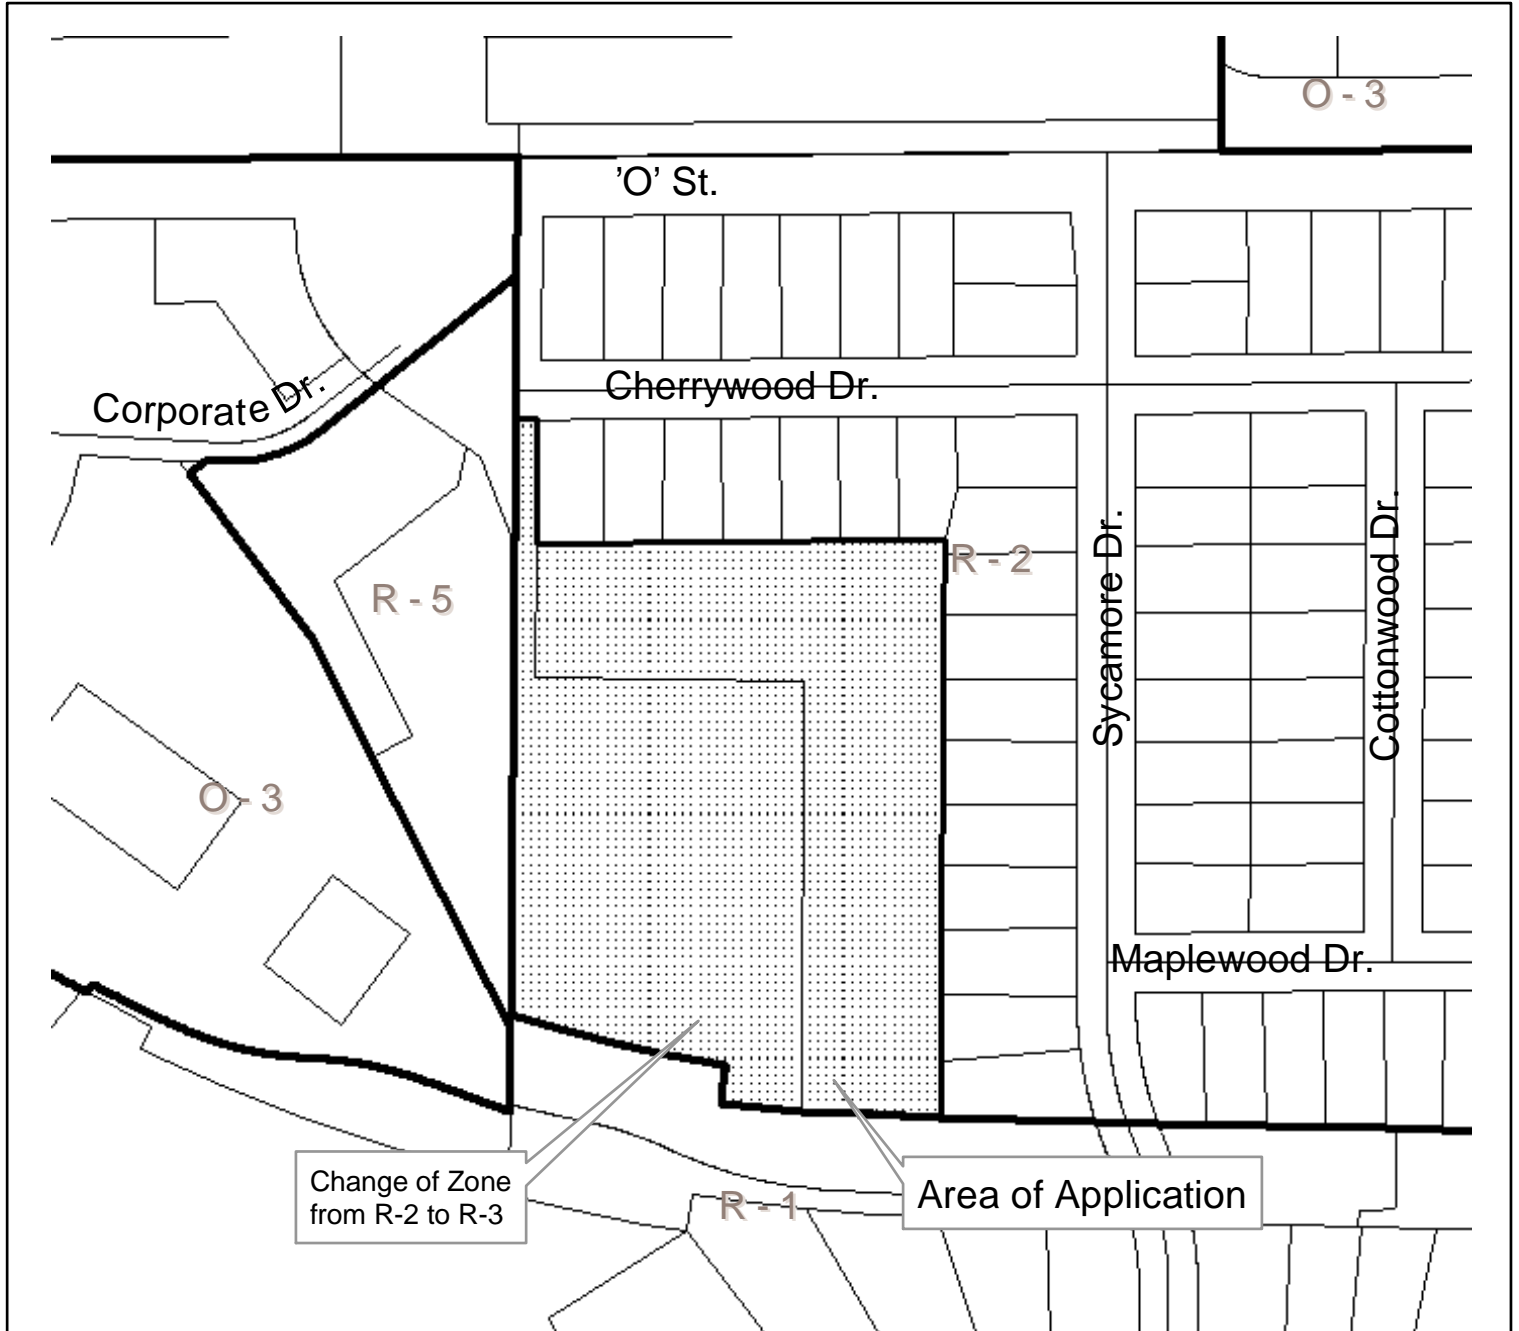 O - 3
'O' St.
Cherrywood Dr.
Corporate Dr.
R - 5
R - 2
Sycamore Dr.
Cottonwood Dr.
O - 3
Maplewood Dr.
Change of Zone
from R-2 to R-3
Area of Application
R - 1